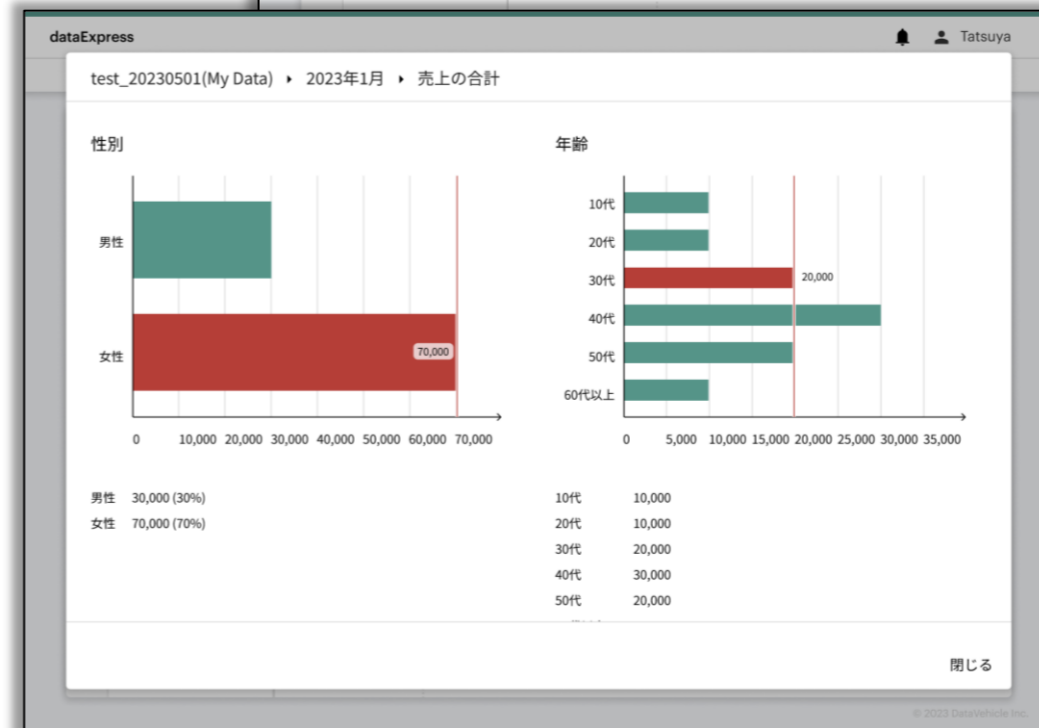 dataExpress
Tatsuya
test_20230501(My Data) ▸ 2023年1月 ▸ 売上の合計
性別
男性
女性
70,000
0 10,000 20,000 30,000 40,000 50,000 60,000 70,000
男性 30,000 (30%)
女性 70,000 (70%)
年齢
10代
20代
30代
20,000
40代
50代
60代以上
0 5,000 10,000 15,000 20,000 25,000 30,000 35,000
10代 10,000
20代 10,000
30代 20,000
40代 30,000
50代 20,000
閉じる
© 2023 DataVehicle Inc.